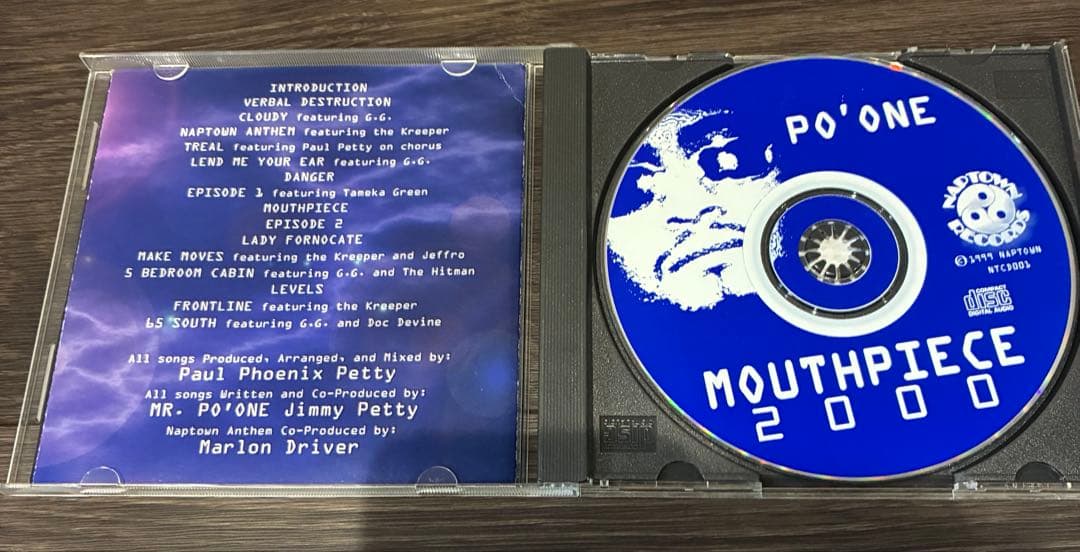 INTRODUCTION
VERBAL DESTRUCTION
CLOUDY featuring G.G.
NAPTOWN ANTHEM featuring the Kreeper
TREAL featuring Paul Petty on chorus
LEND ME YOUR EAR featuring G.G.
DANGER
EPISODE 1 featuring Tameka Green
MOUTHPIECE
EPISODE 2
LADY FORNOCATE
MAKE MOVES featuring the Kreeper and Jeffro
5 BEDROOM CABIN featuring G.G. and The Hitman
LEVELS
FRONTLINE featuring the Kreeper
65 SOUTH featuring G.G. and Doc Devine
All songs Produced, Arranged, and Mixed by:
Paul Phoenix Petty
All songs Written and Co-Produced by:
MR. PO'ONE Jimmy Petty
Naptown Anthem Co-Produced by:
Marlon Driver
PO'ONE
NAPTOWN
RECORDS
© 1999 NAPTOWN
NTCD001
COMPACT
disc
DIGITAL AUDIO
MOUTHPIECE
2000